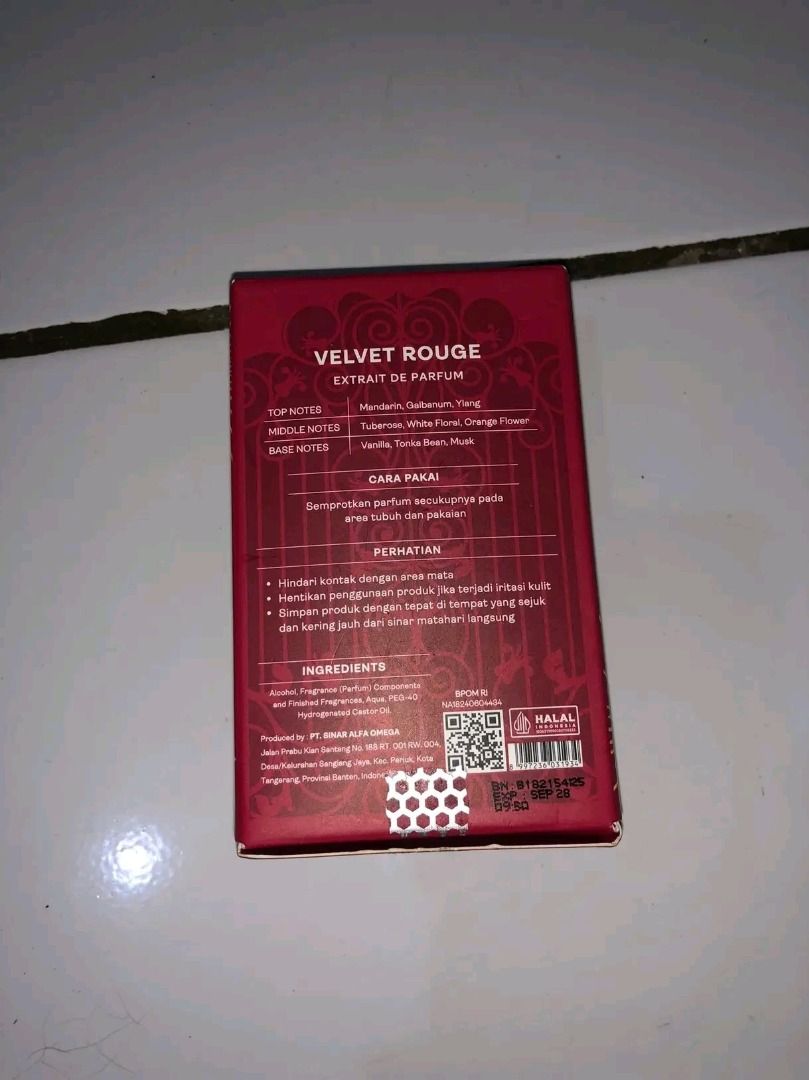 VELVET ROUGE
EXTRAIT DE PARFUM
TOP NOTES Mandarin, Galbanum, Ylang
MIDDLE NOTES Tuberose, White Floral, Orange Flower
BASE NOTES Vanilla, Tonka Bean, Musk
CARA PAKAI
Semprotkan parfum secukupnya pada
area tubuh dan pakaian
PERHATIAN
• Hindari kontak dengan area mata
• Hentikan penggunaan produk jika terjadi iritasi kulit
• Simpan produk dengan tepat di tempat yang sejuk
dan kering jauh dari sinar matahari langsung
INGREDIENTS
Alcohol, Fragrance (Parfum) Components
and Finished Fragrances, Aqua, PEG-40
Hydrogenated Castor Oil.
Produced by : PT. SINAR ALFA OMEGA
Jalan Prabu Kian Santang No. 188 RT. 001 RW. 004,
Desa/Kelurahan Sangiang Jaya, Kec. Periuk, Kota
Tangerang, Provinsi Banten,
BPOM RI
NA18240604434
HALAL
INDONESIA
8 997236 031934
BN: B182154125
EXP : SEP 28